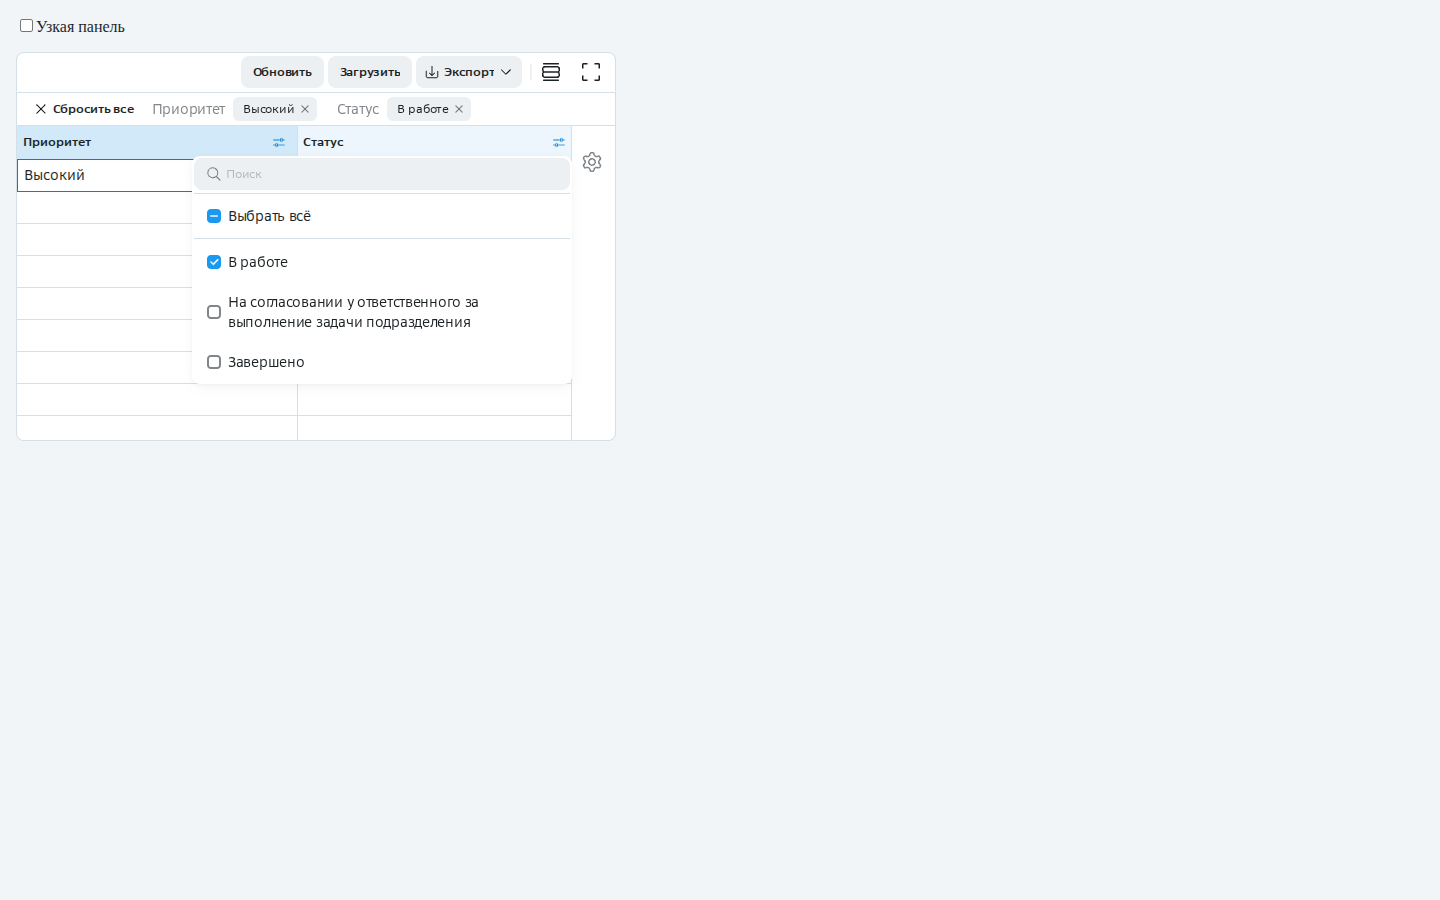 Узкая панель
Обновить Загрузить Экспорт
Сбросить все Приоритет Высокий Статус В работе
Приоритет Статус
Высокий
Поиск
Выбрать всё
В работе
На согласовании у ответственного за
выполнение задачи подразделения
Завершено